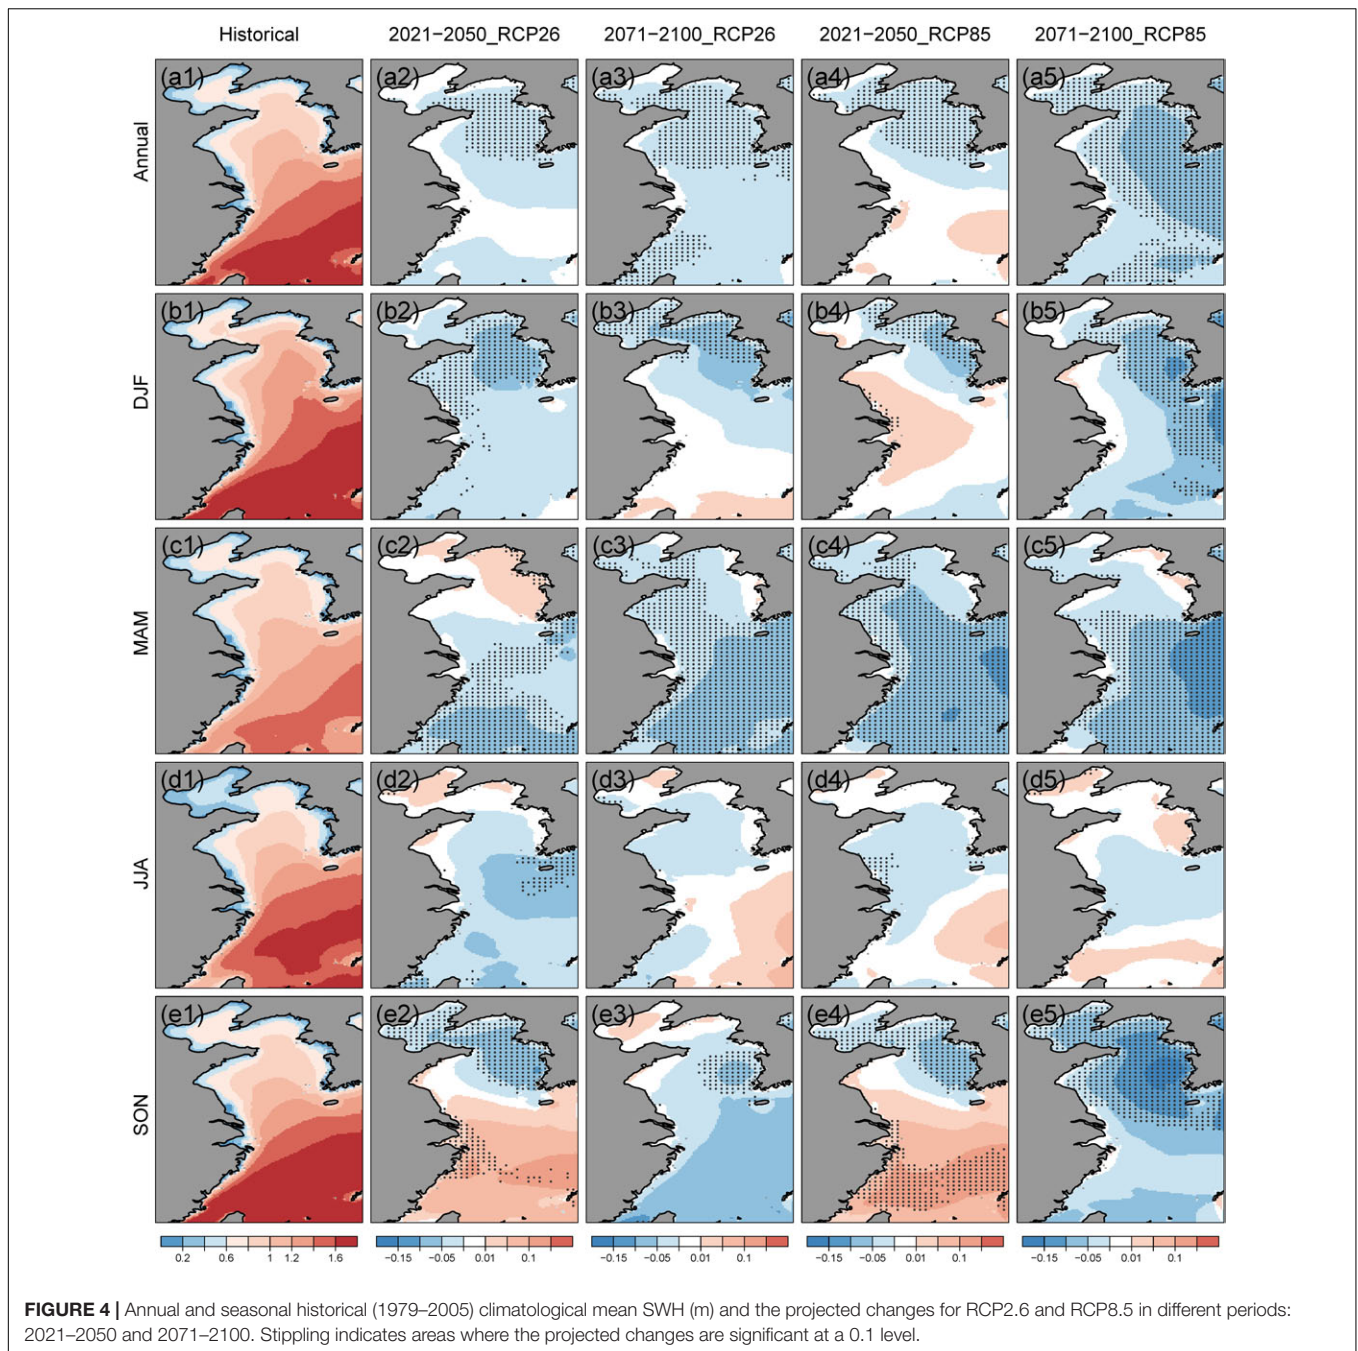 Historical 2021−2050_RCP26 2071−2100_RCP26 2021−2050_RCP85 2071−2100_RCP85
Annual
(a1) (a2) (a3) (a4) (a5)
DJF
(b1) (b2) (b3) (b4) (b5)
MAM
(c1) (c2) (c3) (c4) (c5)
JJA
(d1) (d2) (d3) (d4) (d5)
SON
(e1) (e2) (e3) (e4) (e5)
0.2 0.6 1 1.2 1.6 −0.15 −0.05 0.01 0.1 −0.15 −0.05 0.01 0.1 −0.15 −0.05 0.01 0.1 −0.15 −0.05 0.01 0.1
FIGURE 4 | Annual and seasonal historical (1979–2005) climatological mean SWH (m) and the projected changes for RCP2.6 and RCP8.5 in different periods:
2021–2050 and 2071–2100. Stippling indicates areas where the projected changes are significant at a 0.1 level.